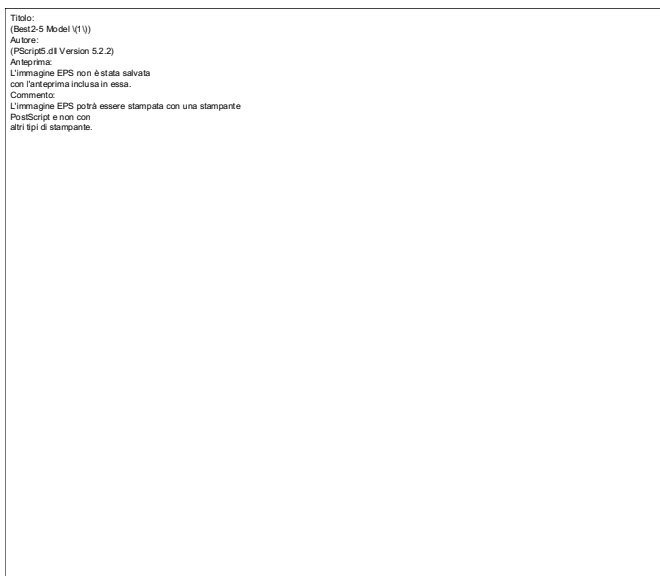 Titolo:
(Best2-5 Model \(1\))
Autore:
(PScript5.dll Version 5.2.2)
Anteprima:
L'immagine EPS non è stata salvata
con l'anteprima inclusa in essa.
Commento:
L'immagine EPS potrà essere stampata con una stampante
PostScript e non con
altri tipi di stampante.